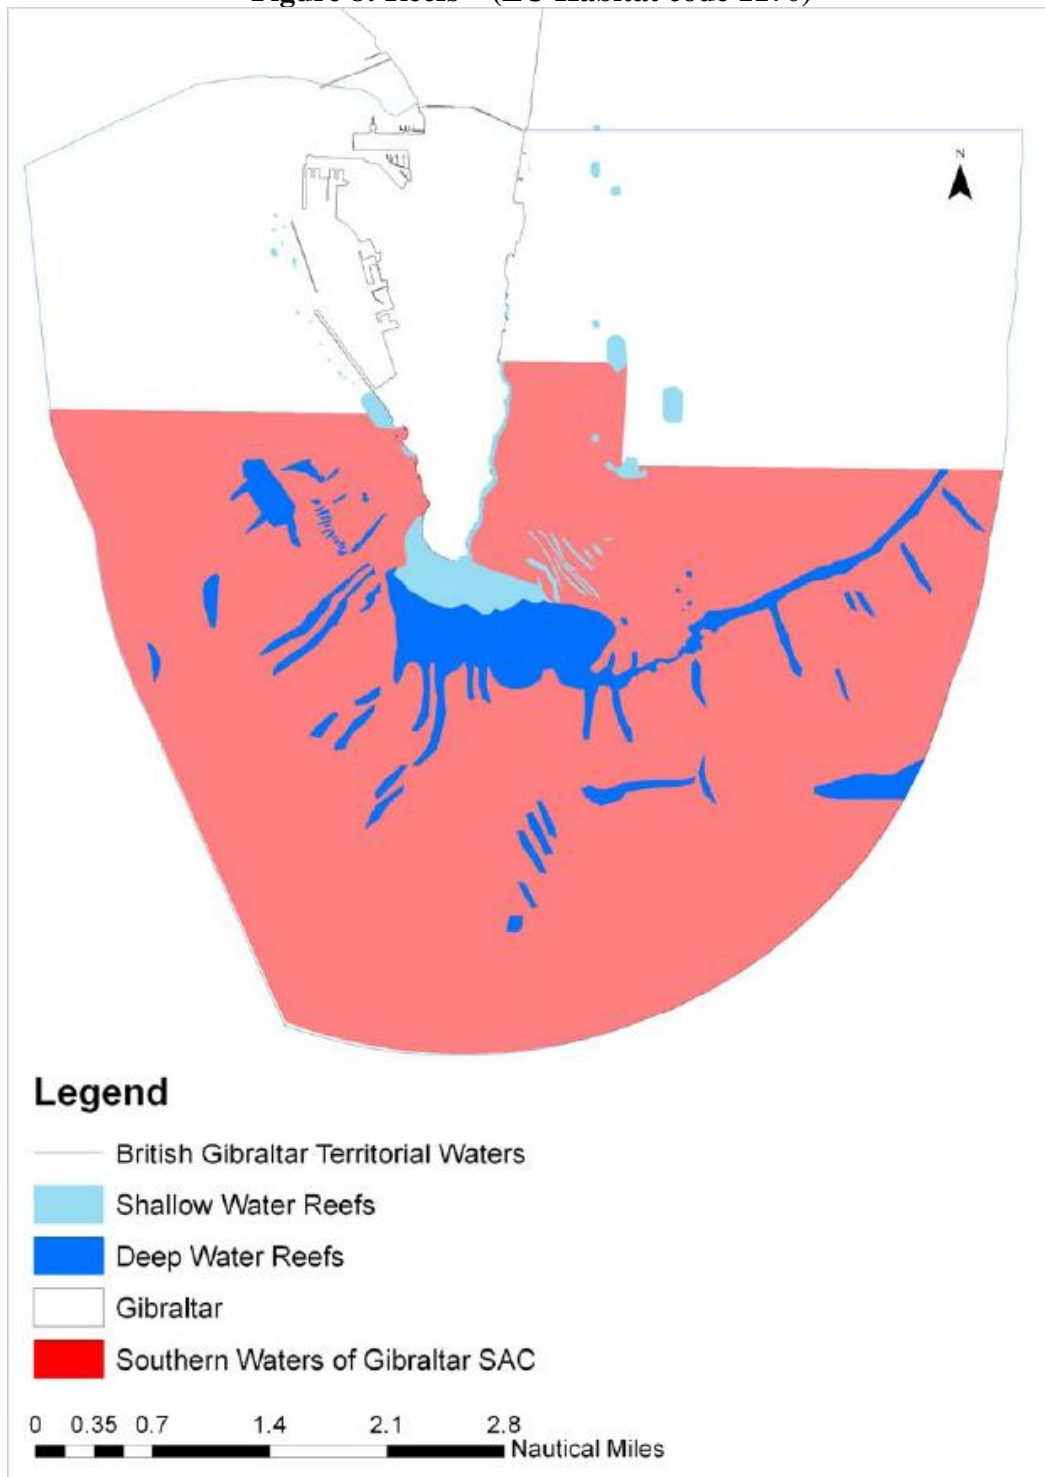 N
Legend
British Gibraltar Territorial Waters
Shallow Water Reefs
Deep Water Reefs
Gibraltar
Southern Waters of Gibraltar SAC
0 0.35 0.7 1.4 2.1 2.8
Nautical Miles